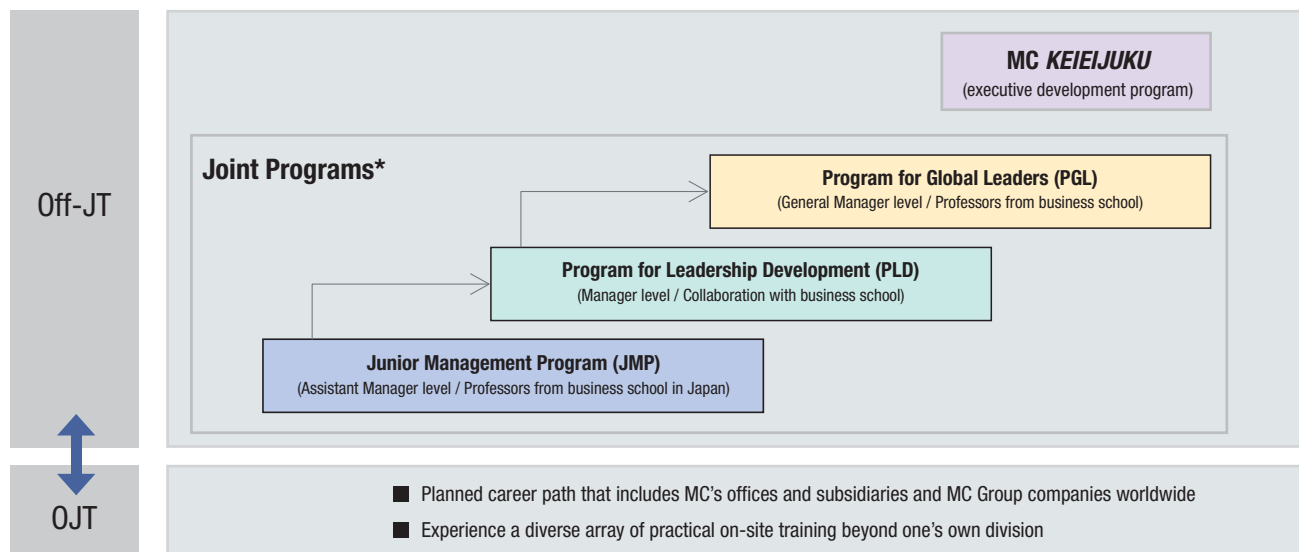 Off-JT
MC KEIEIJUKU
(executive development program)
Joint Programs*
Program for Global Leaders (PGL)
(General Manager level / Professors from business school)
Program for Leadership Development (PLD)
(Manager level / Collaboration with business school)
Junior Management Program (JMP)
(Assistant Manager level / Professors from business school in Japan)
OJT
■ Planned career path that includes MC's offices and subsidiaries and MC Group companies worldwide
■ Experience a diverse array of practical on-site training beyond one's own division